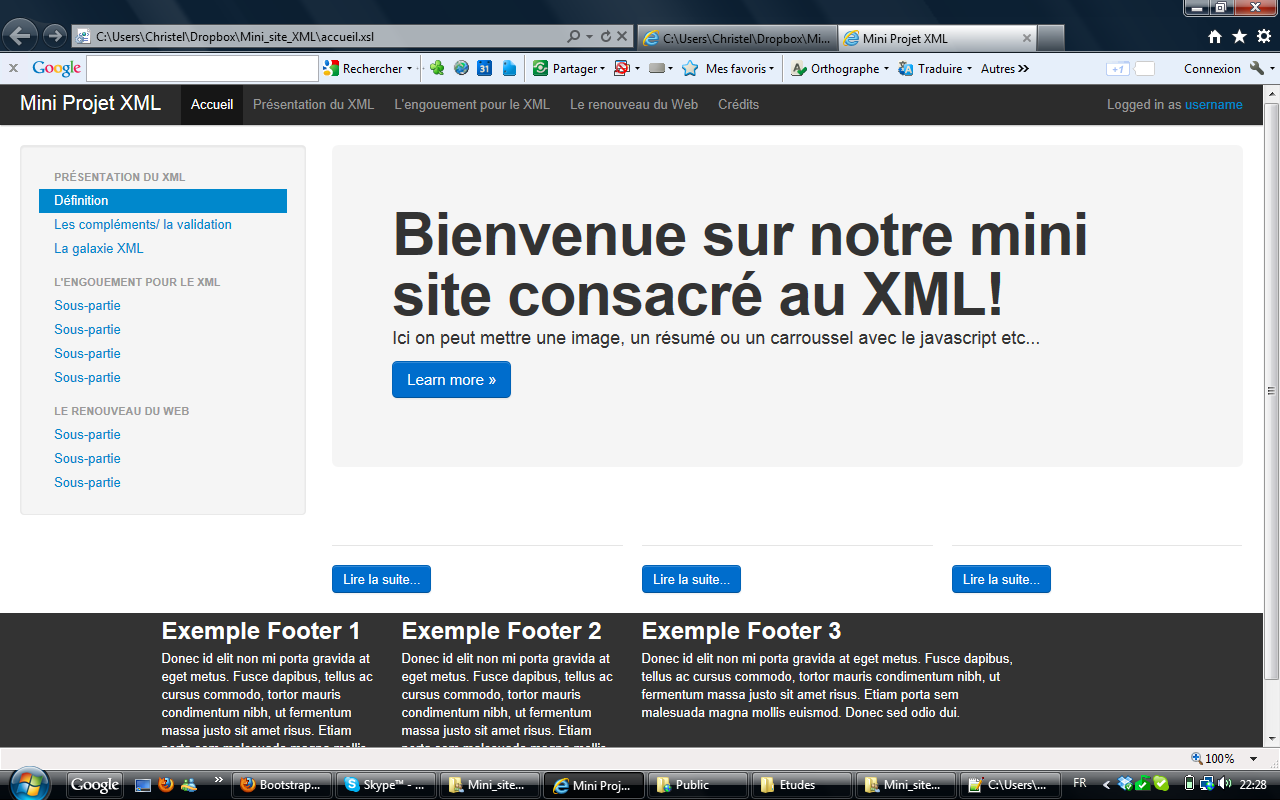 C:\Users\Christel\Dropbox\Mini_site_XML\accueil.xsl
C:\Users\Christel\Dropbox\Mi...
Mini Projet XML
Google
Rechercher
31
Partager
Mes favoris
Orthographe
Traduire
Autres
+1
Connexion
Mini Projet XML
Accueil
Présentation du XML
L'engouement pour le XML
Le renouveau du Web
Crédits
Logged in as username
PRÉSENTATION DU XML
Définition
Les compléments/ la validation
La galaxie XML
L'ENGOUEMENT POUR LE XML
Sous-partie
Sous-partie
Sous-partie
Sous-partie
LE RENOUVEAU DU WEB
Sous-partie
Sous-partie
Sous-partie
Bienvenue sur notre mini
site consacré au XML!
Ici on peut mettre une image, un résumé ou un carroussel avec le javascript etc...
Learn more »
Lire la suite...
Lire la suite...
Lire la suite...
Exemple Footer 1
Donec id elit non mi porta gravida at
eget metus. Fusce dapibus, tellus ac
cursus commodo, tortor mauris
condimentum nibh, ut fermentum
massa justo sit amet risus. Etiam
porta sem malesuada magna mollis
Exemple Footer 2
Donec id elit non mi porta gravida at
eget metus. Fusce dapibus, tellus ac
cursus commodo, tortor mauris
condimentum nibh, ut fermentum
massa justo sit amet risus. Etiam
porta sem malesuada magna mollis
Exemple Footer 3
Donec id elit non mi porta gravida at eget metus. Fusce dapibus,
tellus ac cursus commodo, tortor mauris condimentum nibh, ut
fermentum massa justo sit amet risus. Etiam porta sem
malesuada magna mollis euismod. Donec sed odio dui.
100%
Google
Bootstrap...
Skype™ - ...
Mini_site...
Mini Proj...
Public
Etudes
Mini_site...
C:\Users\...
FR
22:28